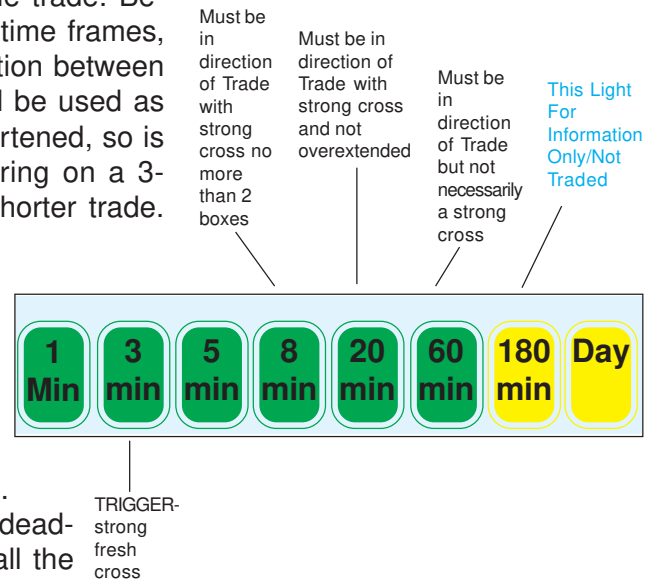 e trade. Be-
time frames,
tion between
l be used as
rtened, so is
ring on a 3-
horter trade.
Must be
in
direction
of Trade
with
strong
cross no
more
than 2
boxes
Must be in
direction of
Trade with
strong cross
and not
overextended
Must be
in
direction
of Trade
but not
necessarily
a strong
cross
This Light
For
Information
Only/Not
Traded
1
Min
3
min
5
min
8
min
20
min
60
min
180
min
Day
.
dead-
all the
TRIGGER-
strong
fresh
cross